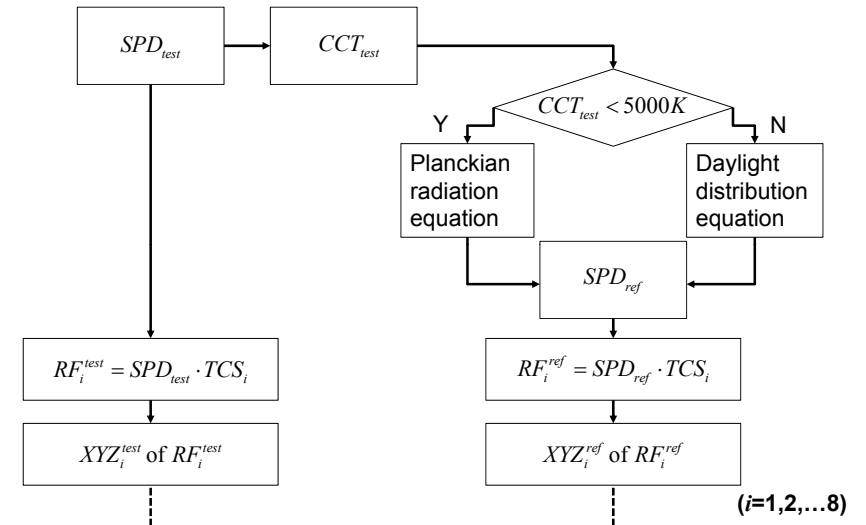 SPD_test
CCT_test
CCT_test < 5000K
Y
N
Planckian
radiation
equation
Daylight
distribution
equation
SPD_ref
RF_i^test = SPD_test · TCS_i
RF_i^ref = SPD_ref · TCS_i
XYZ_i^test of RF_i^test
XYZ_i^ref of RF_i^ref
(i=1,2,…8)